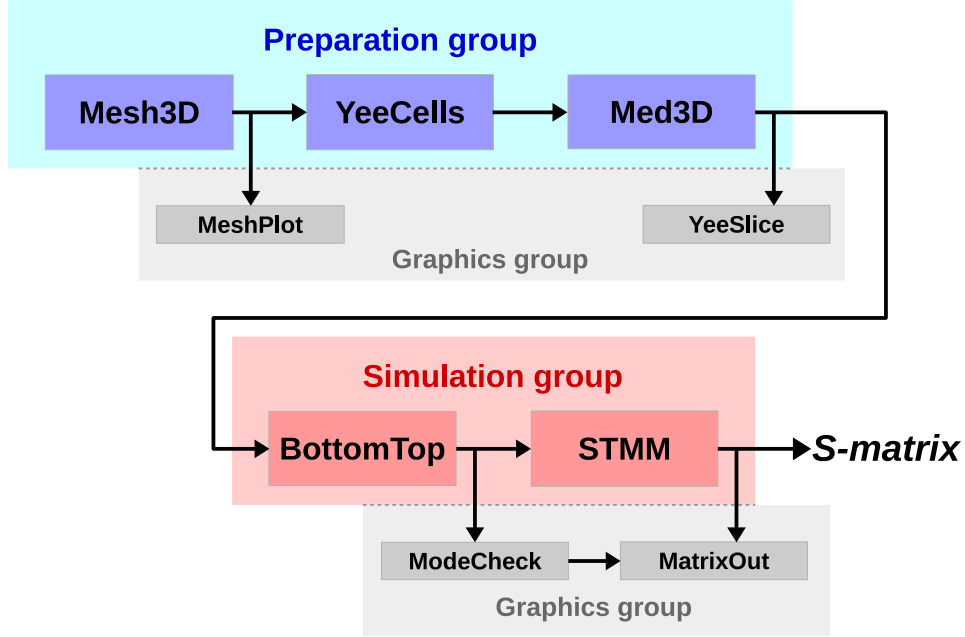 Preparation group
Mesh3D
YeeCells
Med3D
MeshPlot
YeeSlice
Graphics group
Simulation group
BottomTop
STMM
S-matrix
ModeCheck
MatrixOut
Graphics group